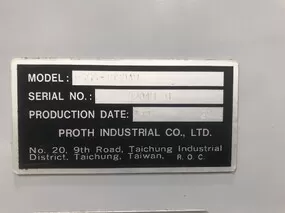 MODEL:
SERIAL NO.:
PRODUCTION DATE:
PROTH INDUSTRIAL CO., LTD.
No. 20, 9th Road, Taichung Industrial
District, Taichung, Taiwan, R.O.C.